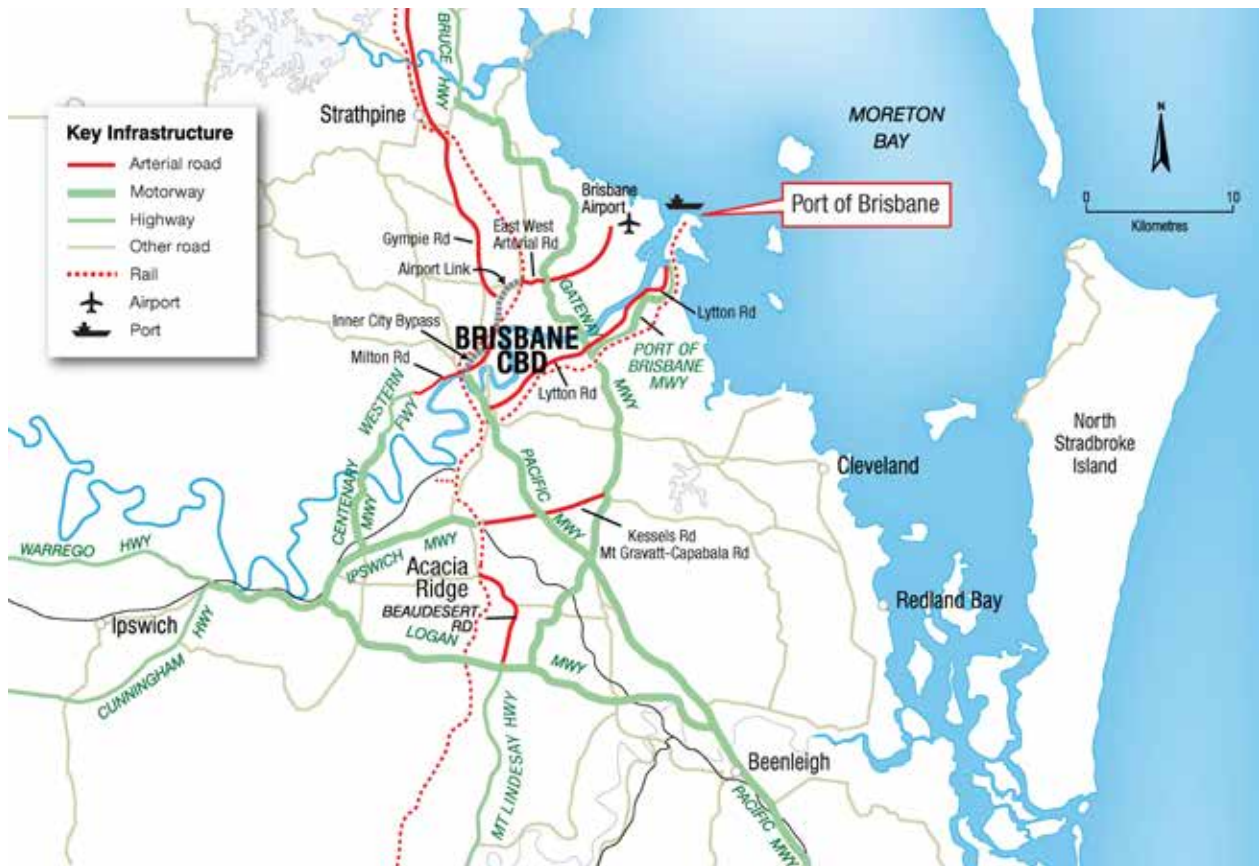 BRUCE HWY
Strathpine
MORETON
BAY
N
Key Infrastructure
Arterial road
Motorway
Highway
Other road
Rail
Airport
Port
0
10
Kilometres
Brisbane
Airport
Port of Brisbane
Gympie Rd
East West
Arterial Rd
Airport Link
GATEWAY
Lytton Rd
Inner City Bypass
BRISBANE
CBD
Milton Rd
PORT OF
BRISBANE
MWY
Lytton Rd
MWY
WESTERN
FWY
North
Stradbroke
Island
Cleveland
CENTENARY
MWY
PACIFIC
MWY
WARREGO
HWY
IPSWICH
MWY
Kessels Rd
Mt Gravatt-Capabala Rd
Acacia
Ridge
BEAUDESERT
RD
Redland Bay
Ipswich
LOGAN
MWY
CUNNINGHAM
HWY
MT LINDESAY HWY
Beenleigh
PACIFIC
MWY